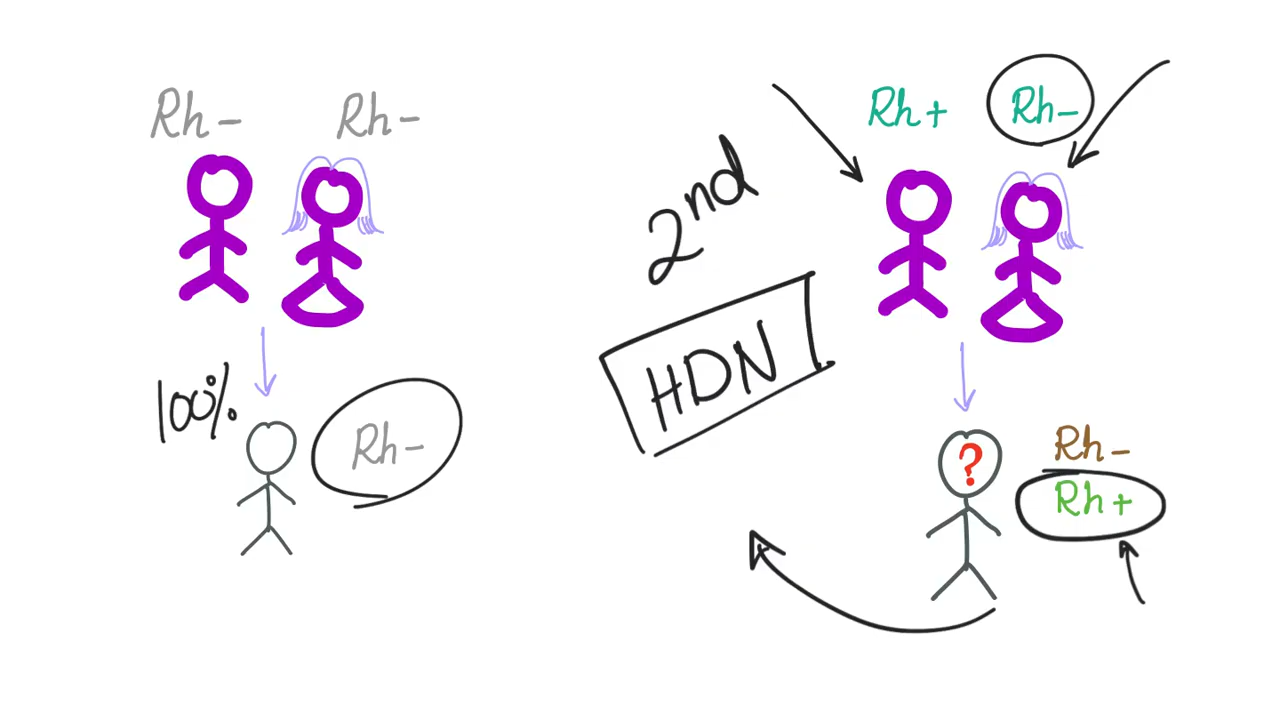 Rh- Rh-
100%
Rh-
2nd
HDN
Rh+ Rh-
?
Rh-
Rh+